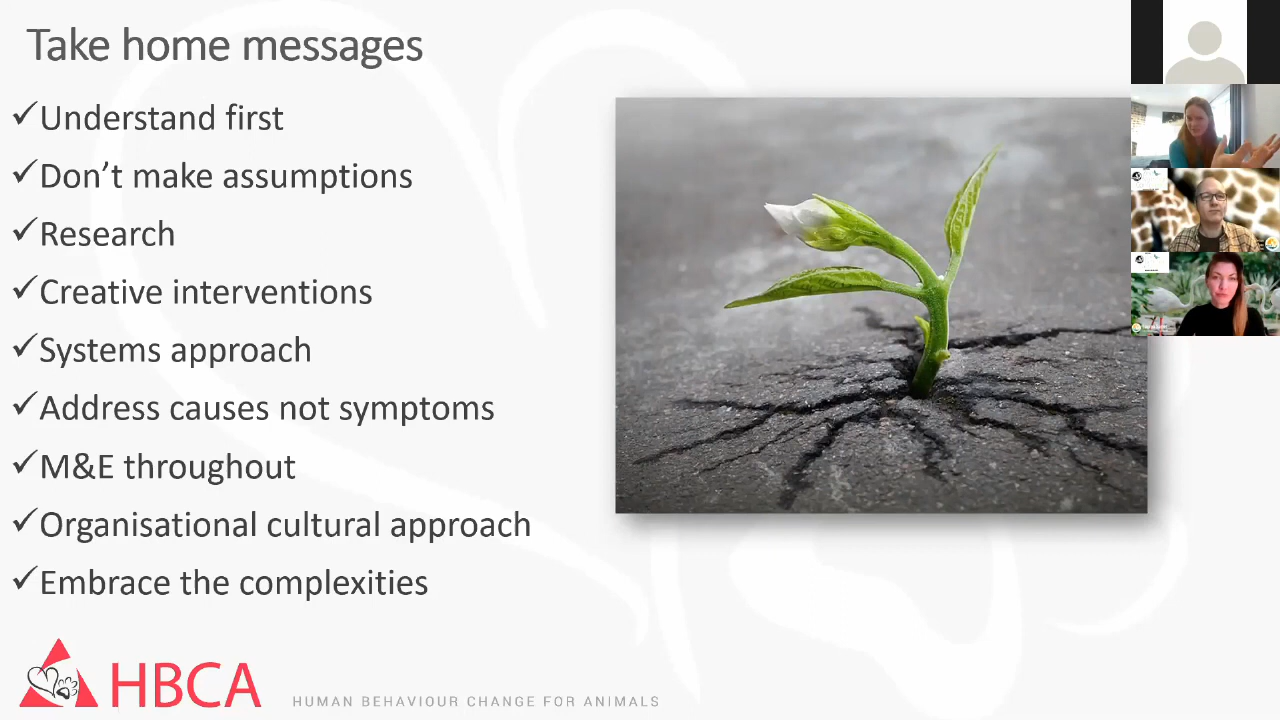 Take home messages
✓Understand first
✓Don’t make assumptions
✓Research
✓Creative interventions
✓Systems approach
✓Address causes not symptoms
✓M&E throughout
✓Organisational cultural approach
✓Embrace the complexities
HBCA
HUMAN BEHAVIOUR CHANGE FOR ANIMALS